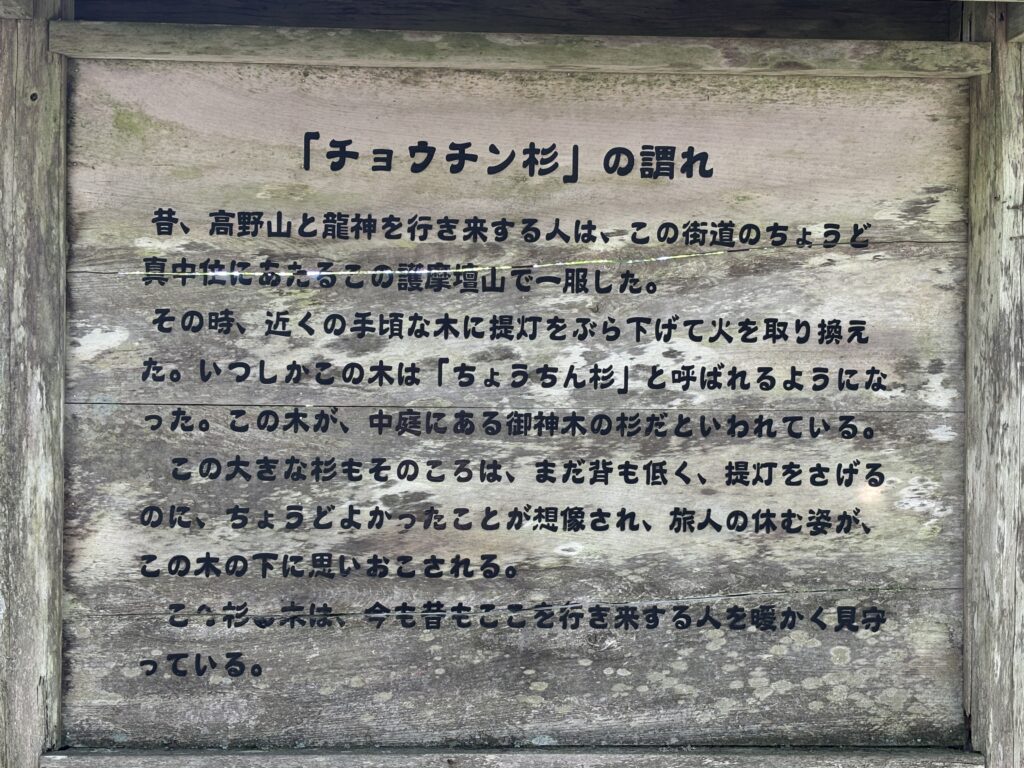 「チョウチン杉」の謂れ
昔、高野山と龍神を行き来する人は、この街道のちょうど
真中位にあたるこの護摩壇山で一服した。
その時、近くの手頃な木に提灯をぶら下げて火を取り換え
た。いつしかこの木は「ちょうちん杉」と呼ばれるようにな
った。この木が、中庭にある御神木の杉だといわれている。
この大きな杉もそのころは、まだ背も低く、提灯をさげる
のに、ちょうどよかったことが想像され、旅人の休む姿が、
この木の下に思いおこされる。
この杉の木は、今も昔もここを行き来する人を暖かく見守
っている。